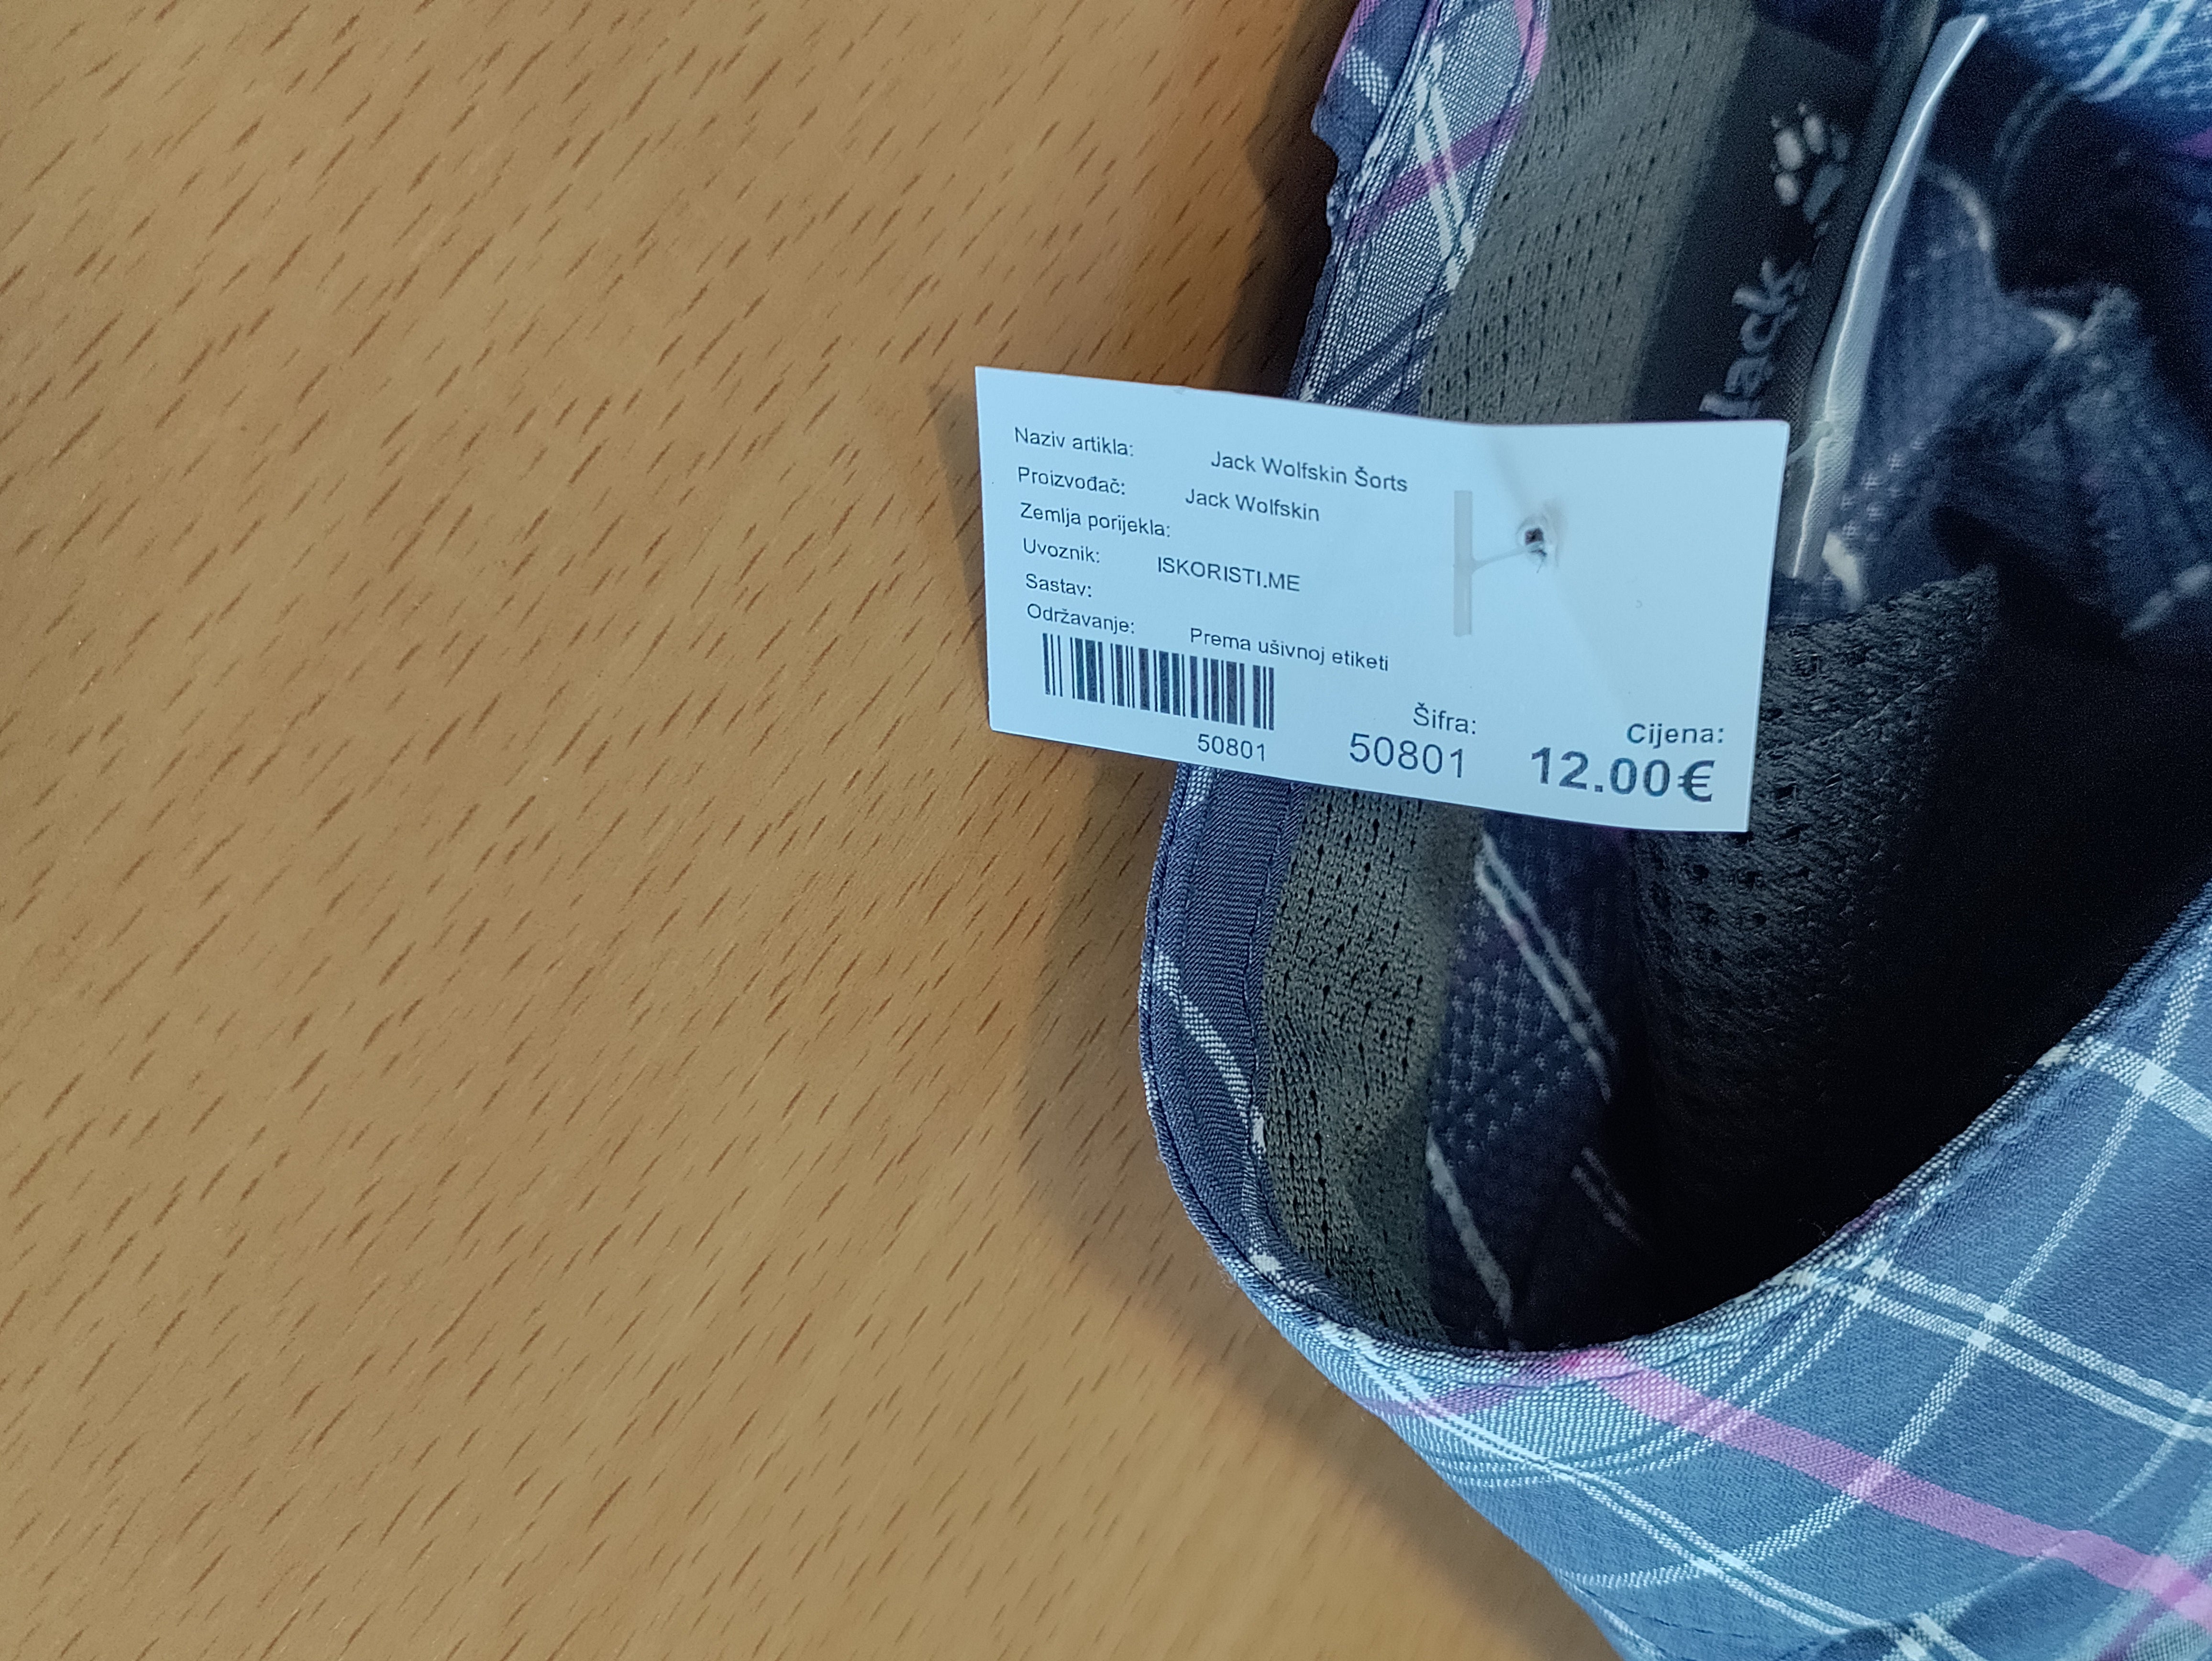 Jack
Naziv artikla: Jack Wolfskin Šorts
Proizvođač: Jack Wolfskin
Zemlja porijekla:
Uvoznik: ISKORISTI.ME
Sastav:
Održavanje: Prema ušivnoj etiketi
50801
Šifra:
50801
Cijena:
12.00€